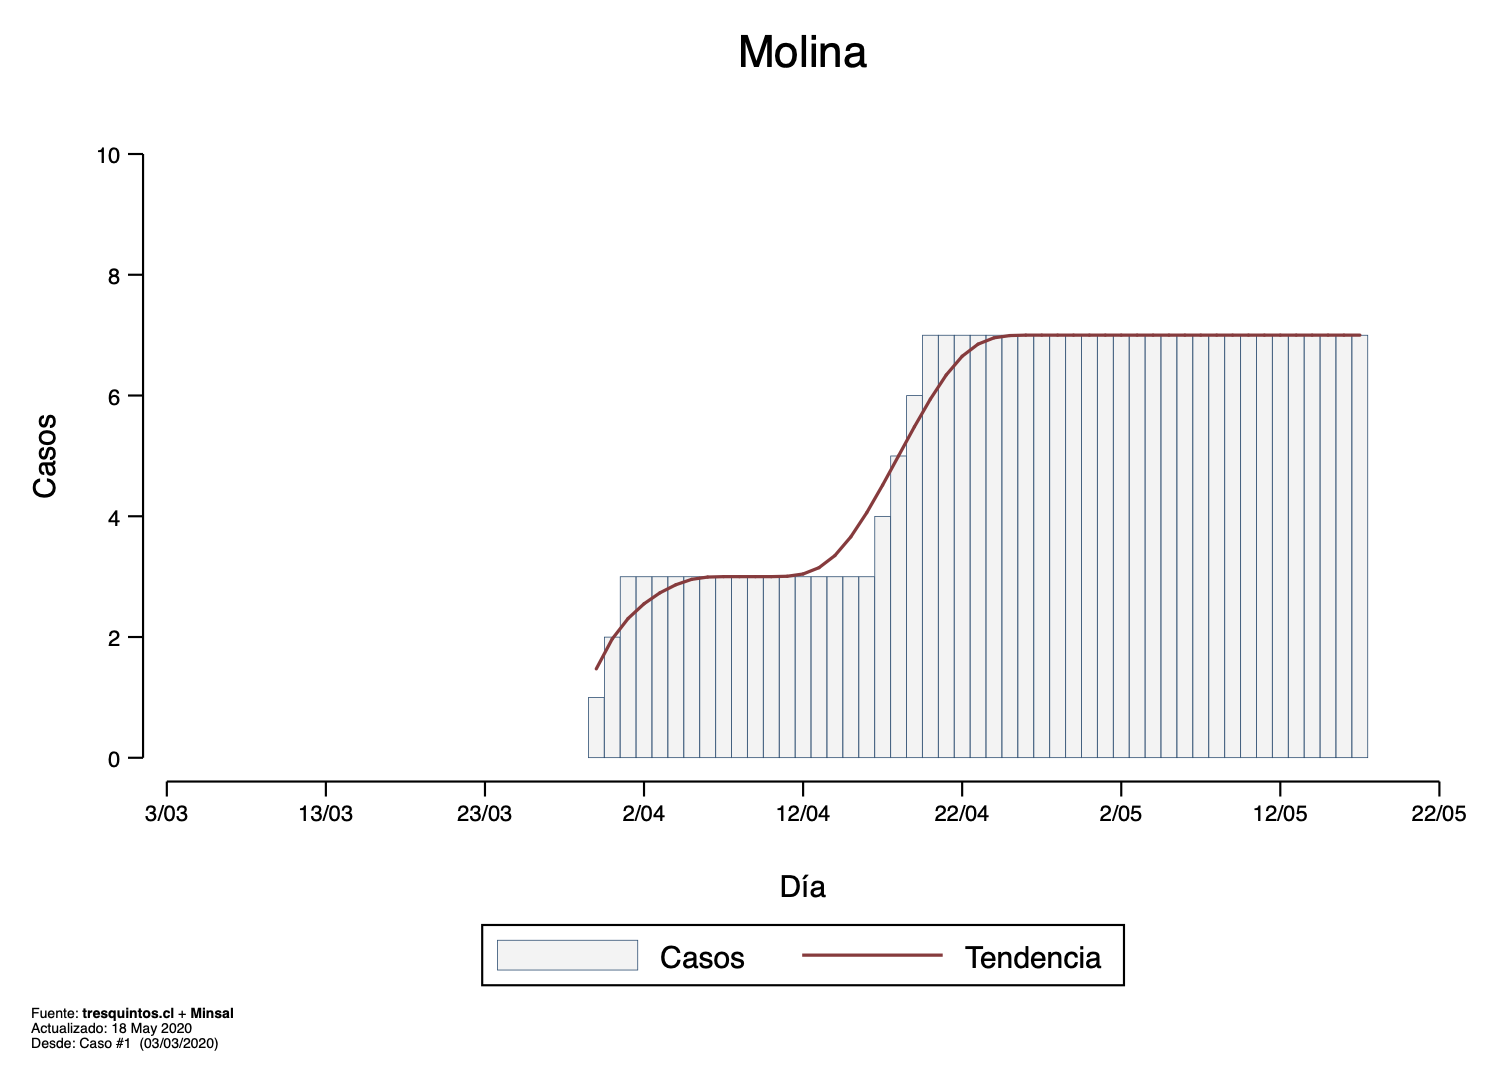 Molina
10
8
6
4
2
0
Casos
3/03 13/03 23/03 2/04 12/04 22/04 2/05 12/05 22/05
Día
Casos Tendencia
Fuente: tresquintos.cl + Minsal
Actualizado: 18 May 2020
Desde: Caso #1 (03/03/2020)